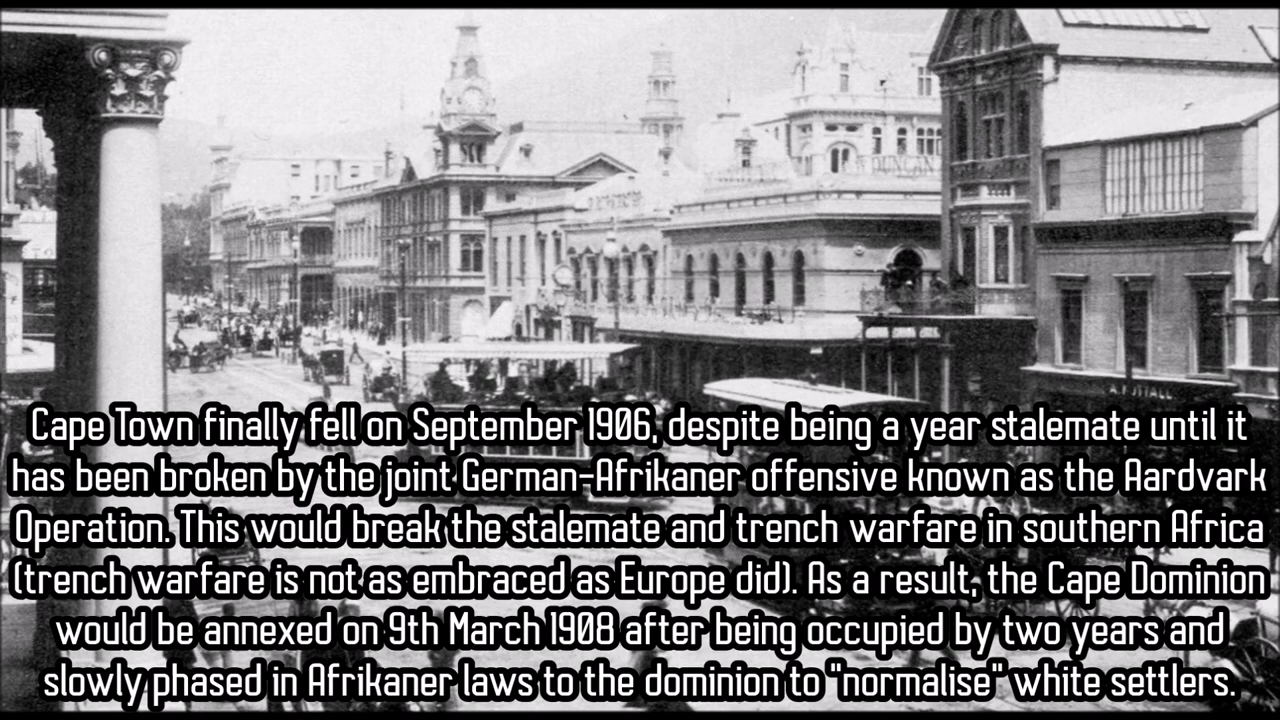 DUNCAN
A.F.JTALL
Cape Town finally fell on September 1906, despite being a year stalemate until it
has been broken by the joint German-Afrikaner offensive known as the Aardvark
Operation. This would break the stalemate and trench warfare in southern Africa
(trench warfare is not as embraced as Europe did). As a result, the Cape Dominion
would be annexed on 9th March 1908 after being occupied by two years and
slowly phased in Afrikaner laws to the dominion to "normalise" white settlers.